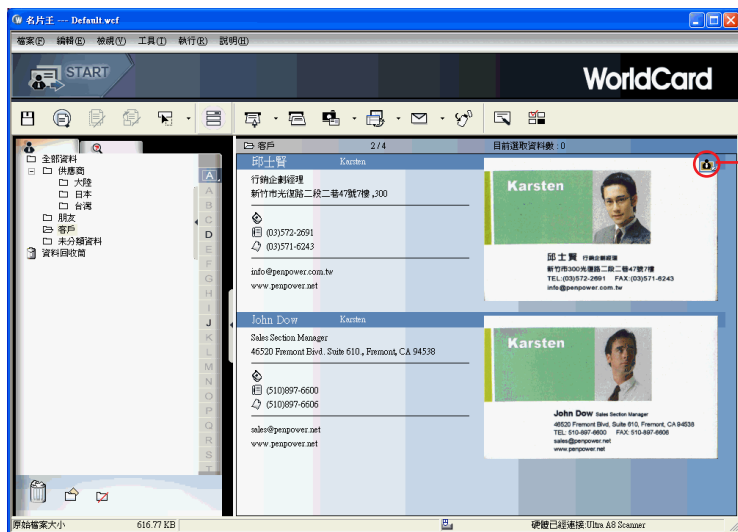 名片王 --- Default.wcf
檔案(F) 編輯(E) 檢視(V) 工具(T) 執行(R) 說明(H)
START
WorldCard
客戶 2/4 目前選取資料數 : 0
全部資料
供應商
大陸
日本
台灣
朋友
客戶
未分類資料
資料回收筒
A
A
B
C
D
E
F
G
H
I
J
K
L
M
N
O
P
Q
R
S
T
邱士賢 Karsten
行銷企劃經理
新竹市光復路二段二巷47號7樓 ,300
(03)572-2691
(03)571-6243
info@penpower.com.tw
www.penpower.net
Karsten
邱士賢 行銷企劃經理
新竹市300光復路二段二巷47號7樓
TEL:(03)572-2691 FAX:(03)571-6243
info@penpower.com.tw
John Dow Karsten
Sales Section Manager
46520 Fremont Blvd. Suite 610., Fremont, CA 94538
(510)897-6600
(510)897-6606
sales@penpower.net
www.penpower.net
Karsten
John Dow Sales Section Manager
46520 Fremont Blvd, Suite 610, Fremont, CA 94538
TEL: 510-897-6600 FAX: 510-897-6606
sales@penpower.net
www.penpower.net
原始檔案大小 616.77 KB 硬體已經連接:Ultra A8 Scanner